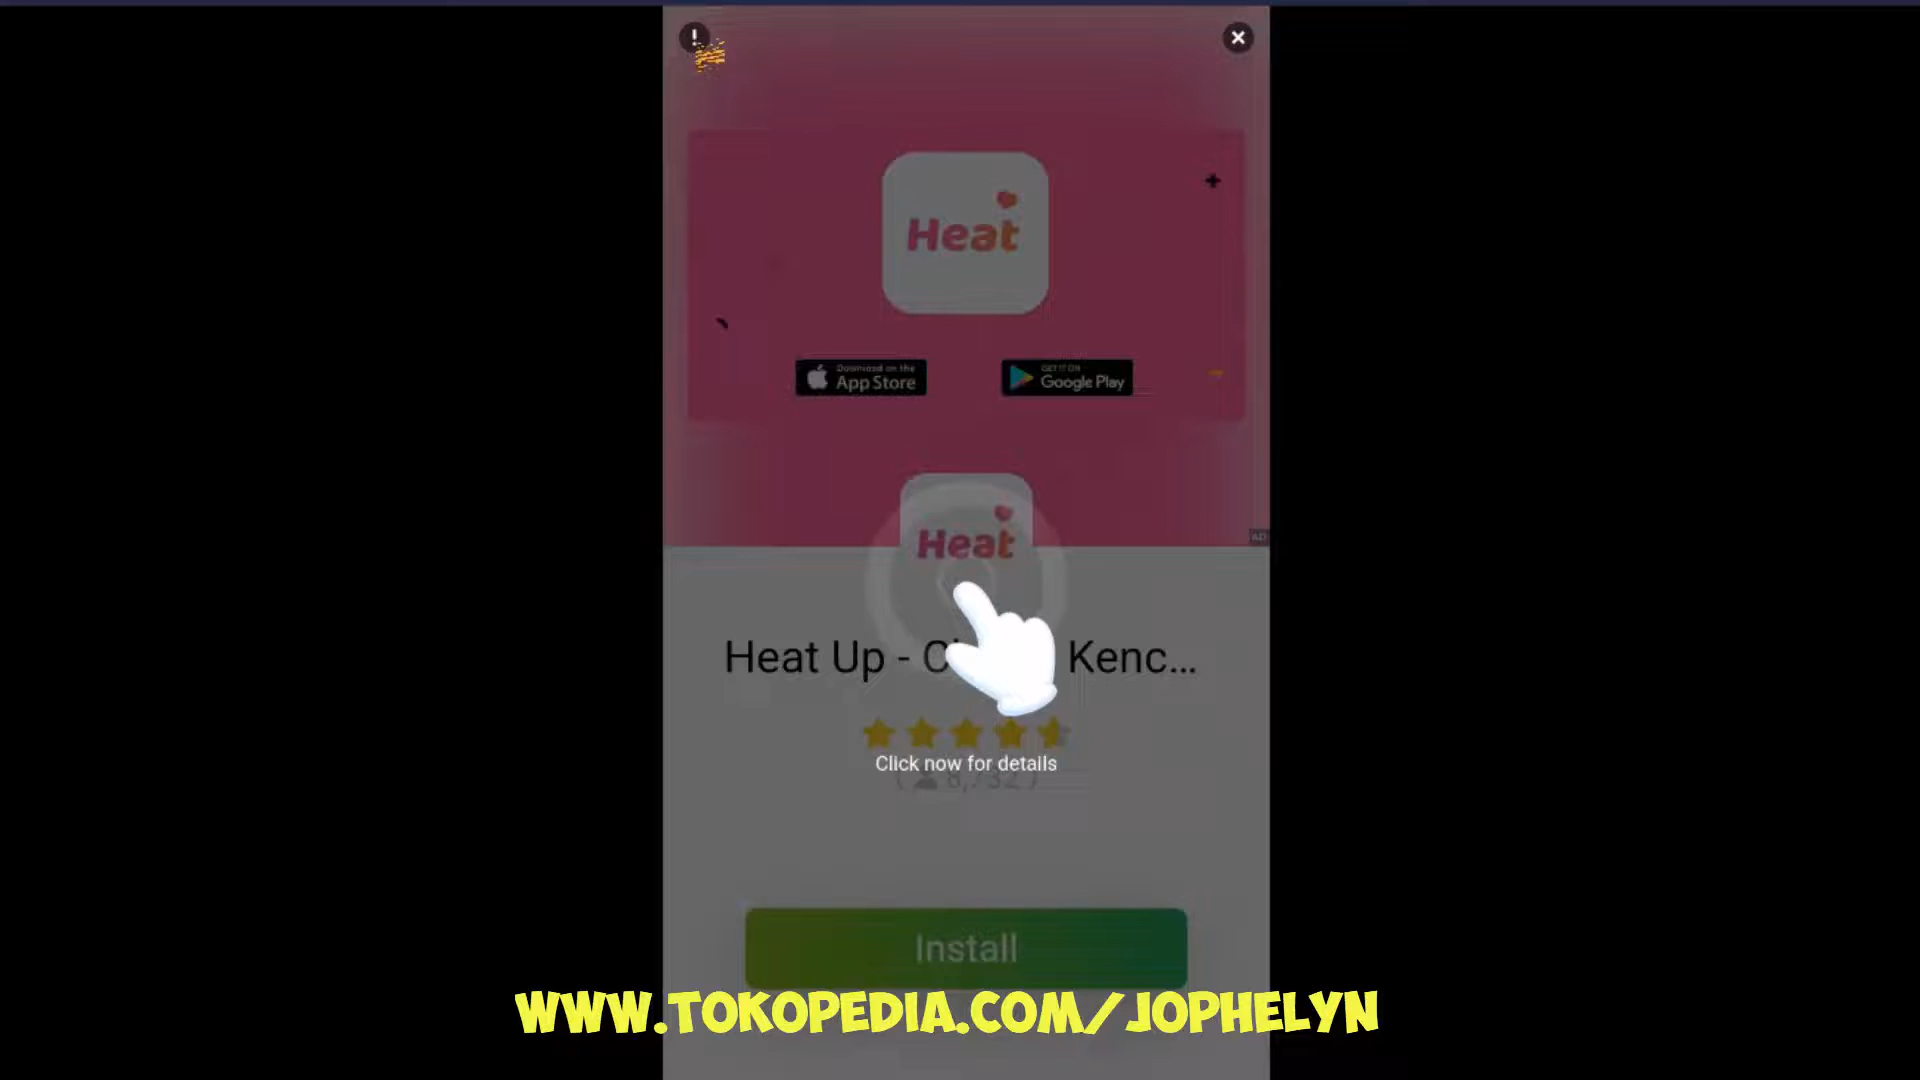 !
Heat
Download on the
App Store
GET IT ON
Google Play
AD
Heat
Heat Up - Kenc...
Click now for details
Install
WWW.TOKOPEDIA.COM/JOPHELYN